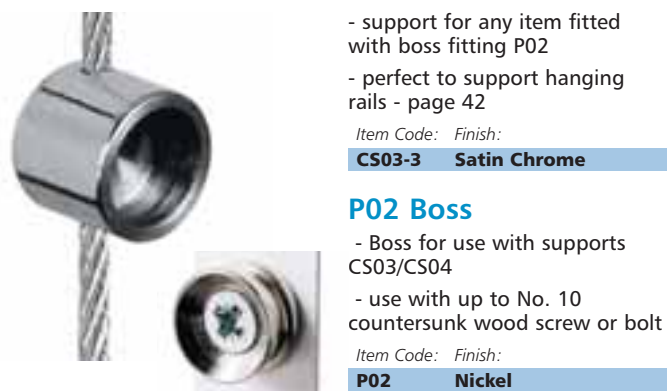 - support for any item fitted
with boss fitting P02
- perfect to support hanging
rails - page 42
Item Code: Finish:
CS03-3 Satin Chrome
P02 Boss
- Boss for use with supports
CS03/CS04
- use with up to No. 10
countersunk wood screw or bolt
Item Code: Finish:
P02 Nickel